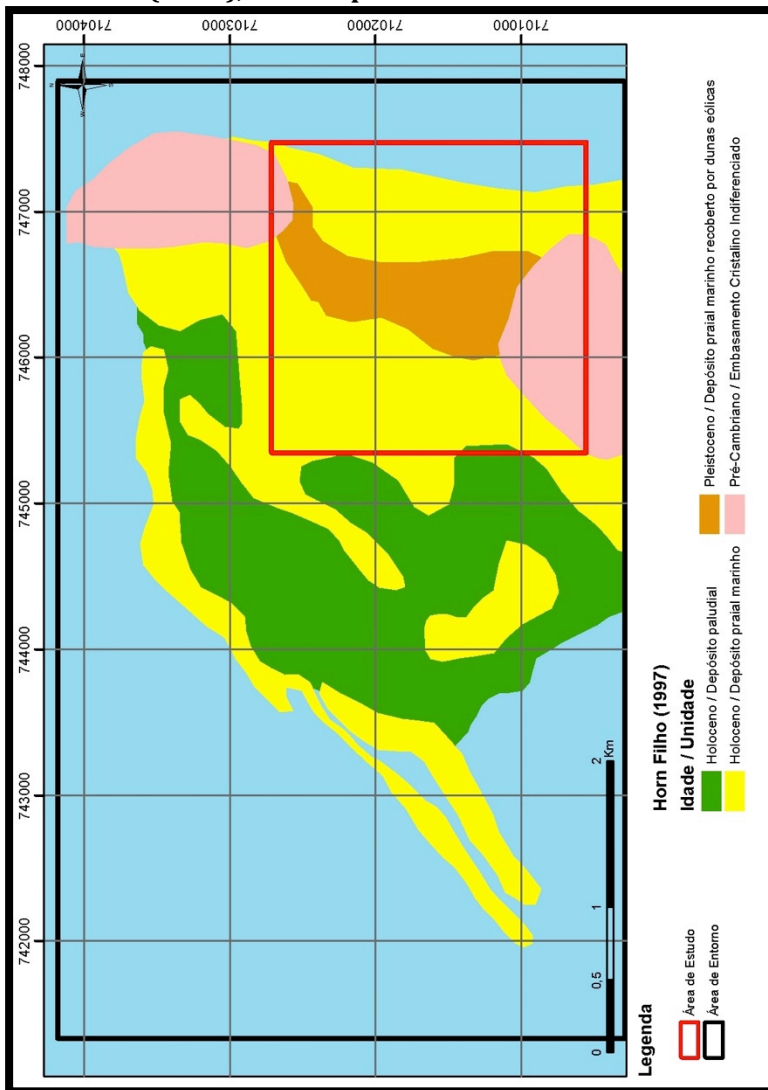 742000
743000
744000
745000
746000
747000
748000
N
W
7104000
7103000
7102000
7101000
0
0,5
1
2
Km
Legenda
Área de Estudo
Área de Entorno
Horn Filho (1997)
Idade / Unidade
Holoceno / Depósito paludial
Holoceno / Depósito praial marinho
Pleistoceno / Depósito praial marinho recoberto por dunas eólicas
Pré-Cambriano / Embasamento Cristalino Indiferenciado